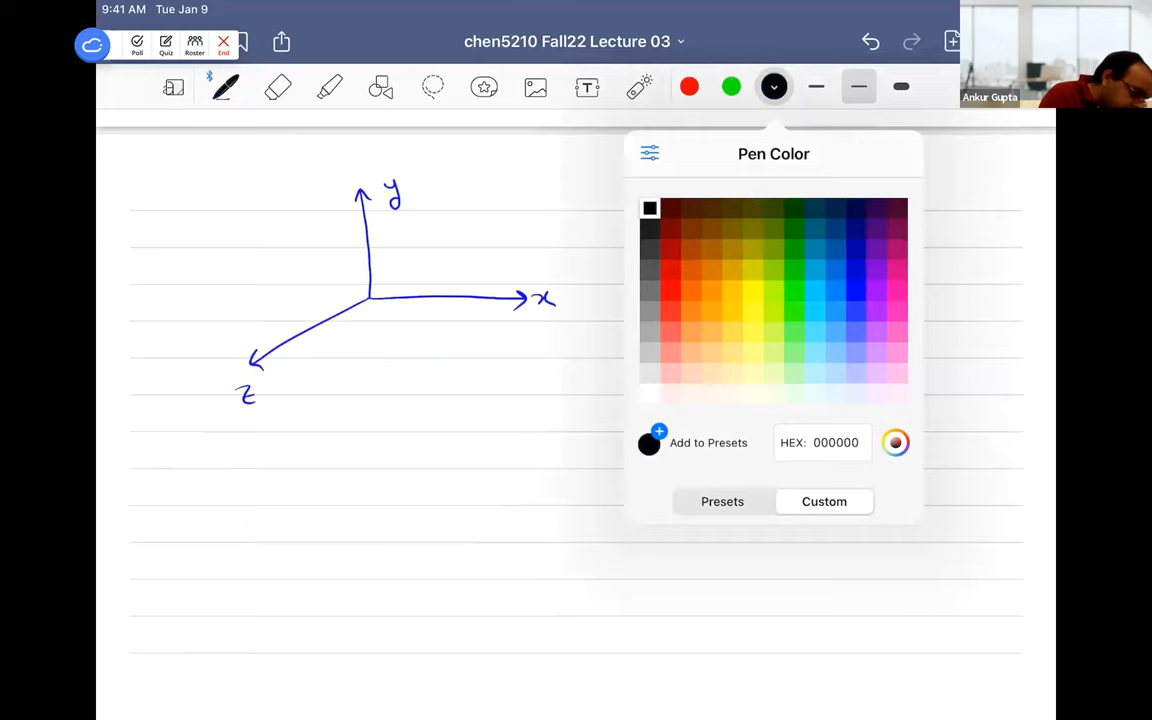 9:41 AM Tue Jan 9
Poll Quiz Roster End
chen5210 Fall22 Lecture 03
T
Ankur Gupta
Pen Color
y
x
z
Add to Presets
HEX: 000000
Presets Custom